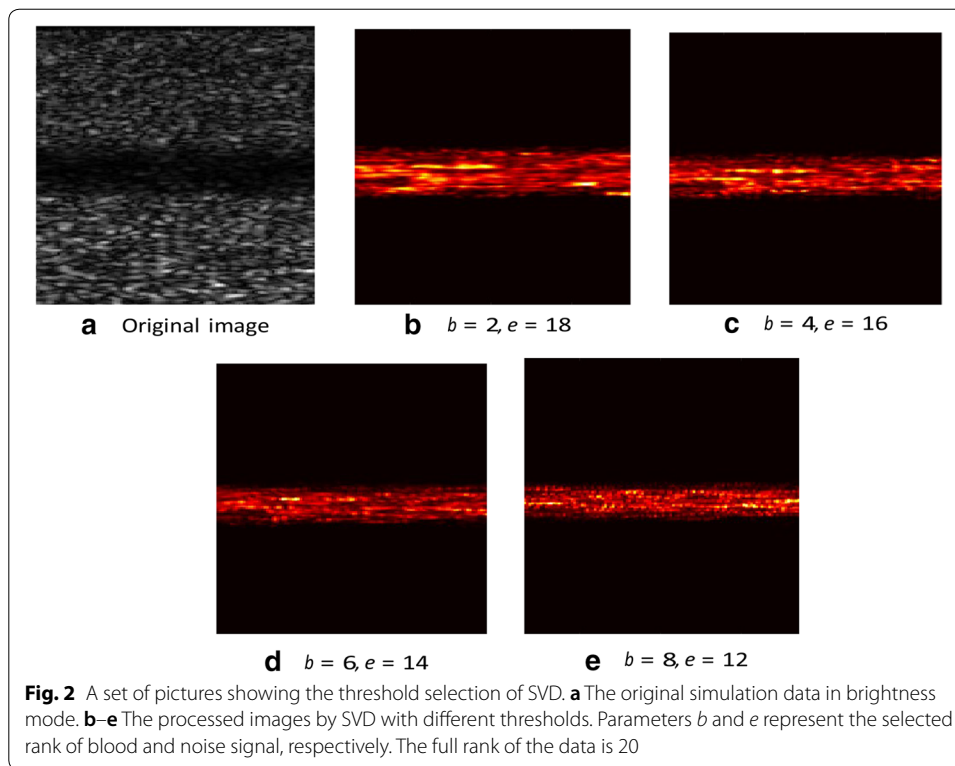 a Original image
b b = 2, e = 18
c b = 4, e = 16
d b = 6, e = 14
e b = 8, e = 12
Fig. 2 A set of pictures showing the threshold selection of SVD. a The original simulation data in brightness
mode. b–e The processed images by SVD with different thresholds. Parameters b and e represent the selected
rank of blood and noise signal, respectively. The full rank of the data is 20